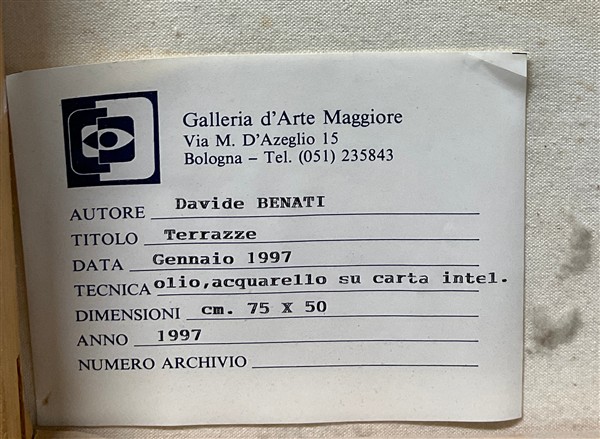 Galleria d'Arte Maggiore
Via M. D'Azeglio 15
Bologna – Tel. (051) 235843
AUTORE Davide BENATI
TITOLO Terrazze
DATA Gennaio 1997
TECNICA olio,acquarello su carta intel.
DIMENSIONI cm. 75 X 50
ANNO 1997
NUMERO ARCHIVIO